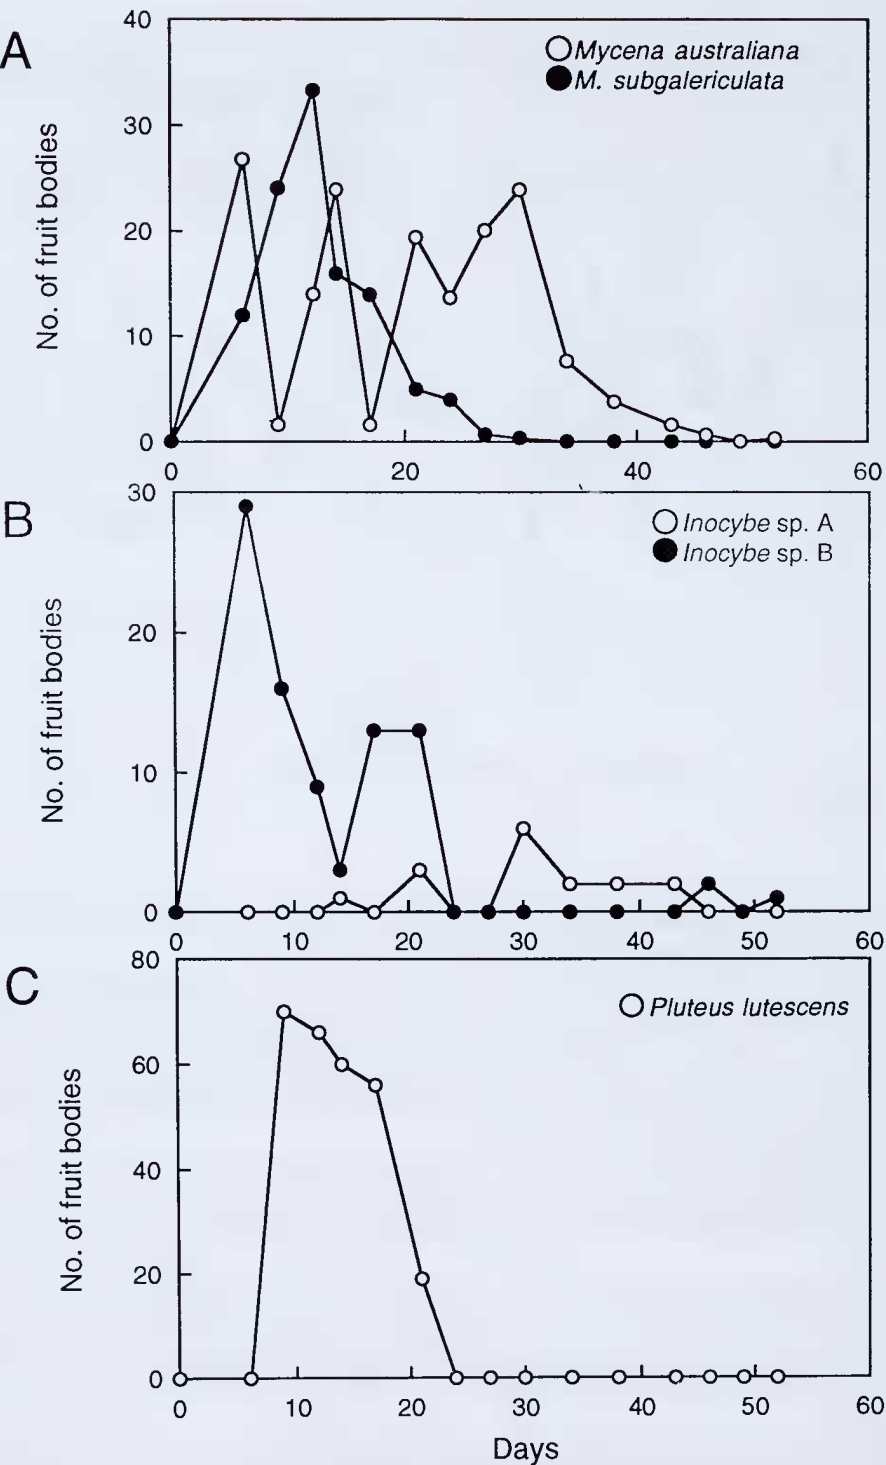 A
40
30
20
10
0
No. of fruit bodies
Mycena australiana
M. subgalericulata
0 20 40 60
B
30
20
10
0
No. of fruit bodies
Inocybe sp. A
Inocybe sp. B
0 10 20 30 40 50 60
C
80
60
40
20
0
No. of fruit bodies
Pluteus lutescens
0 10 20 30 40 50 60
Days